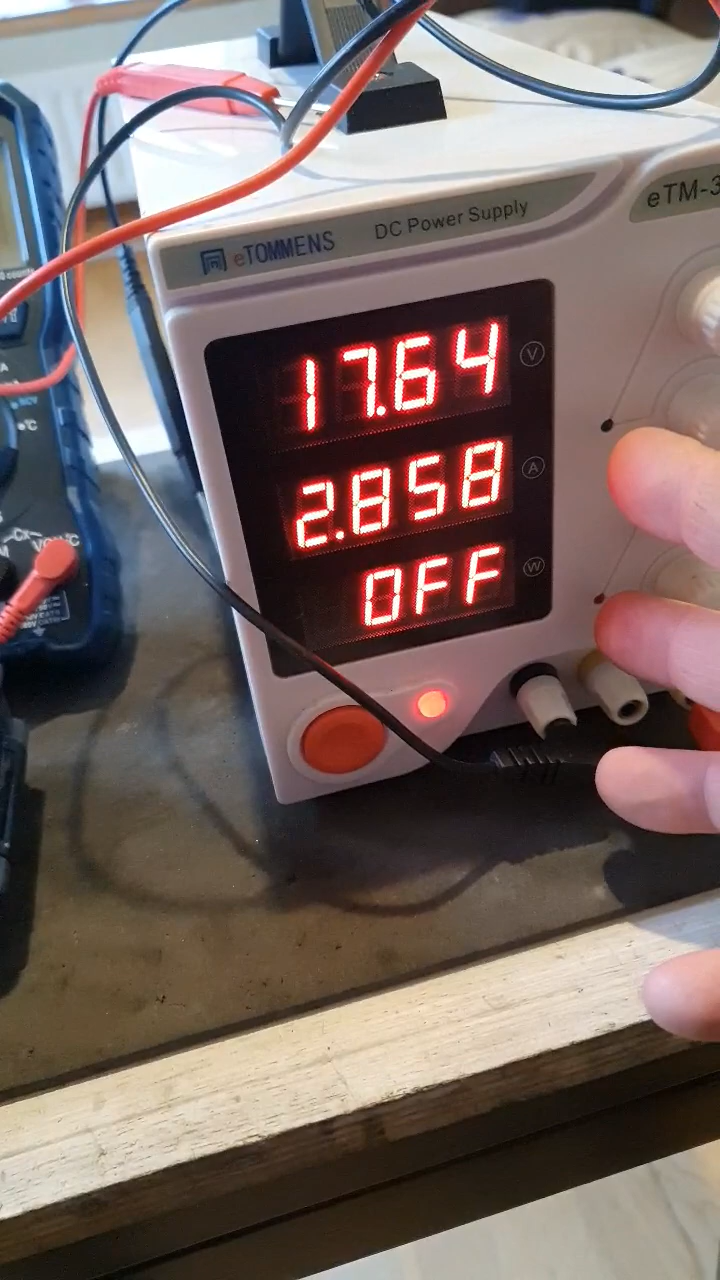 eTOMMENS
DC Power Supply
eTM-3
17.64
V
2.858
A
OFF
W
°C